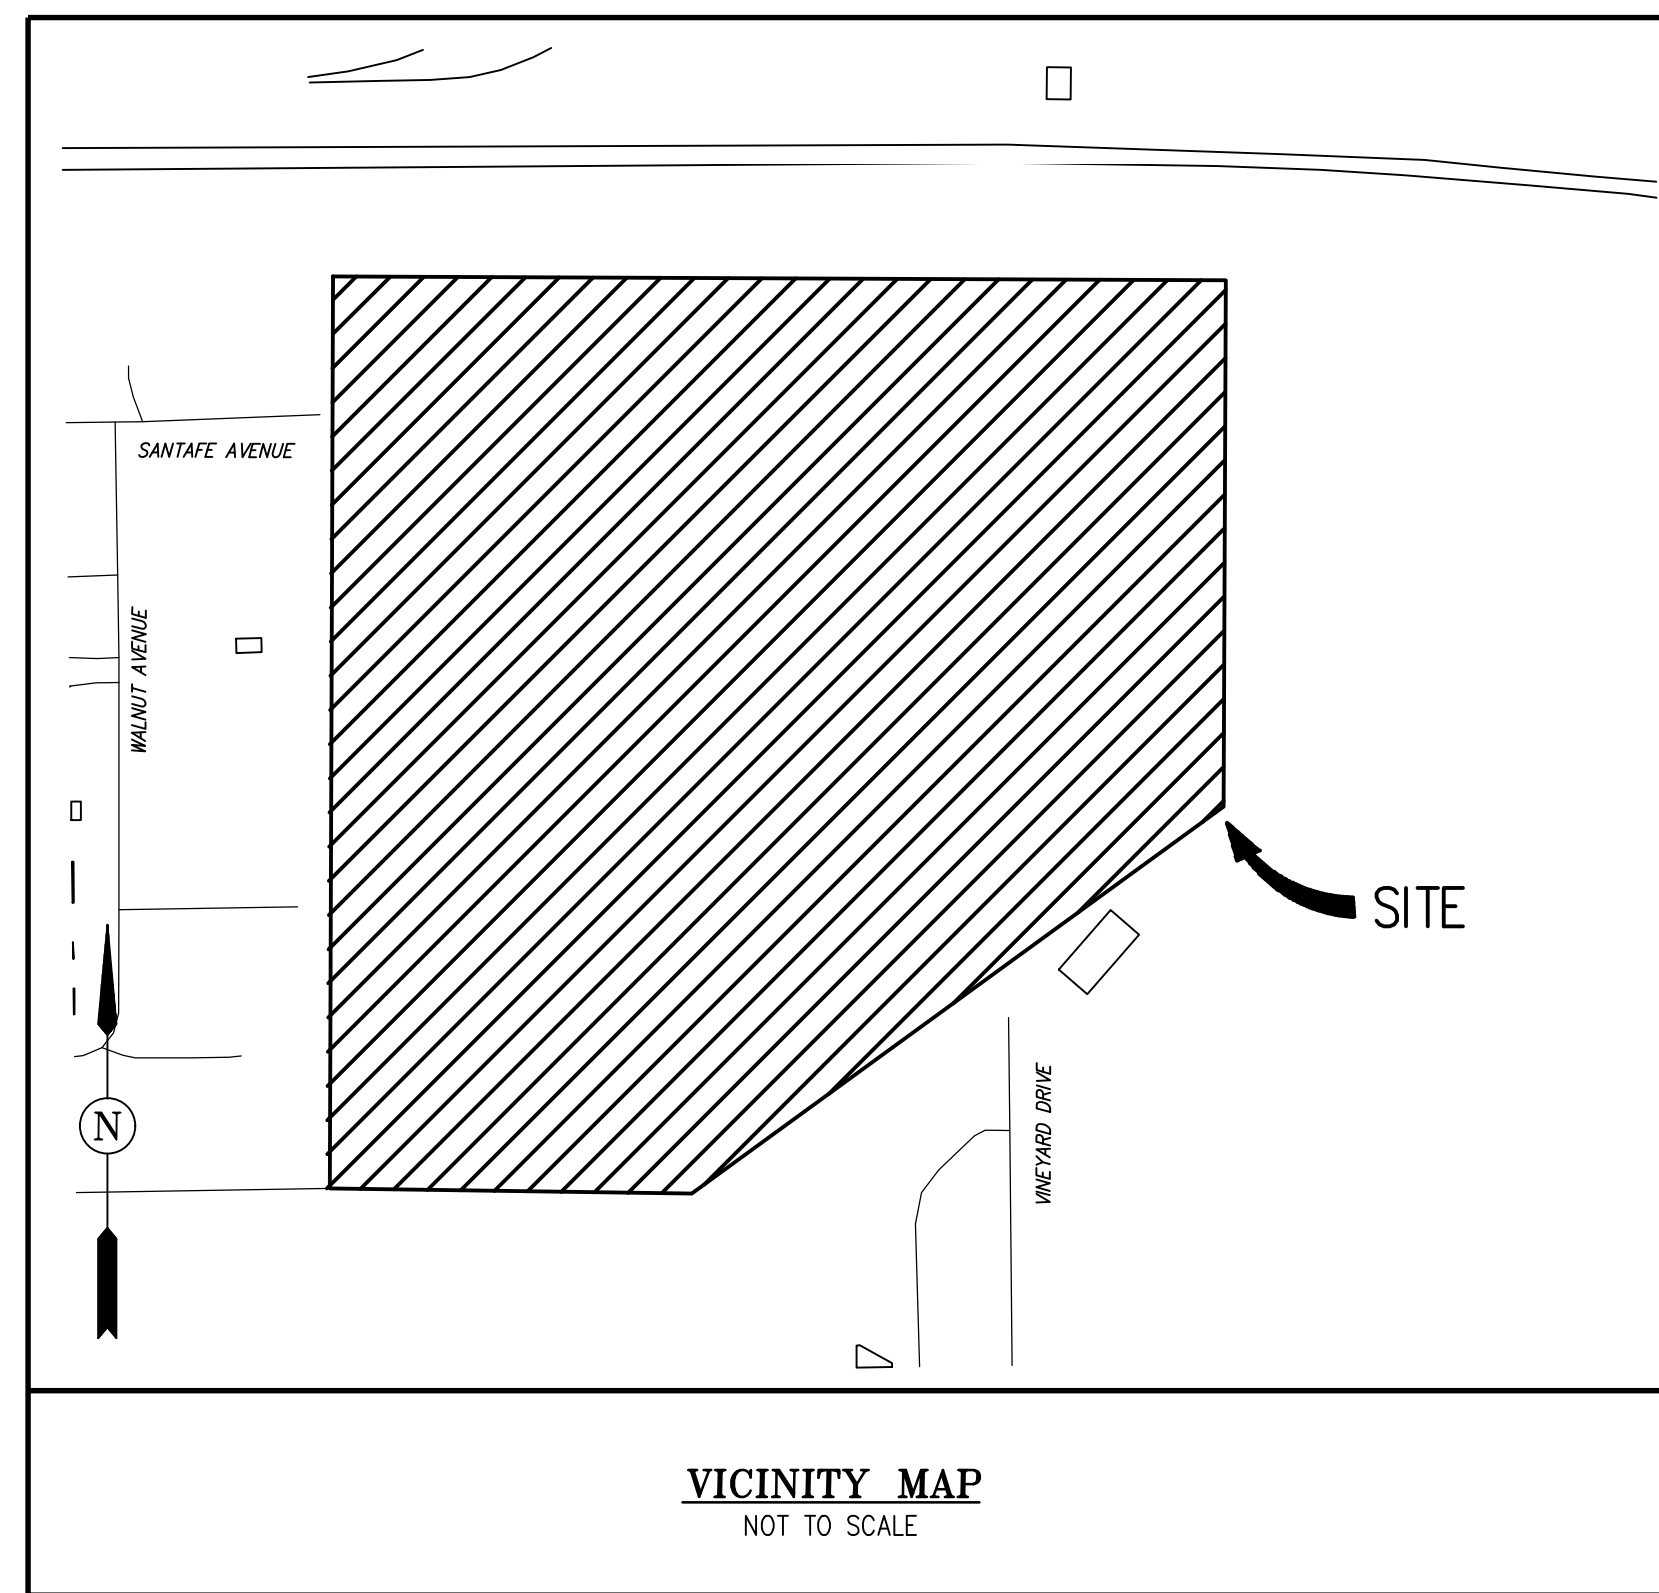 SANTAFE AVENUE
WALNUT AVENUE
SITE
VINEYARD DRIVE
N
VICINITY MAP
NOT TO SCALE